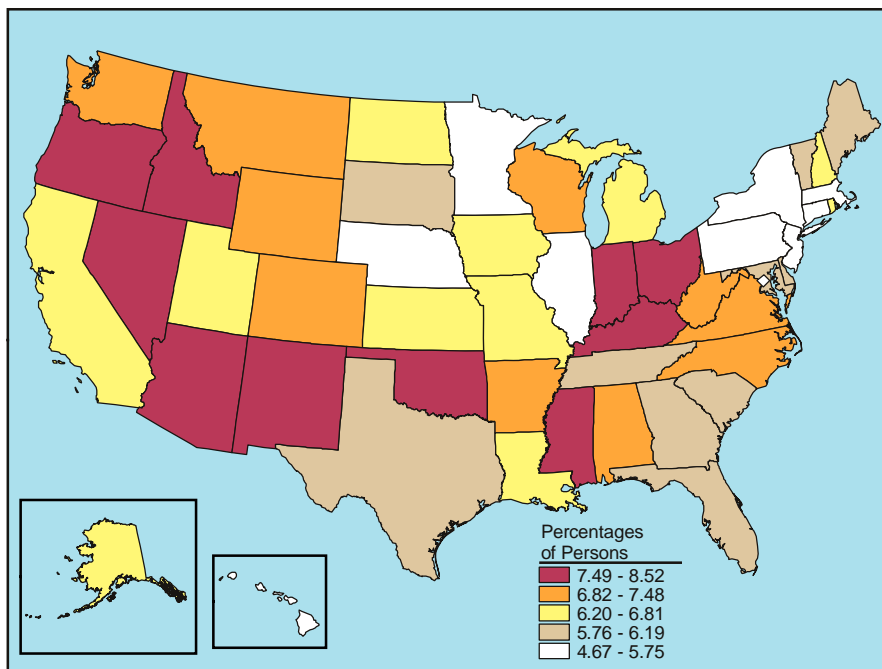 Percentages
of Persons
7.49 - 8.52
6.82 - 7.48
6.20 - 6.81
5.76 - 6.19
4.67 - 5.75